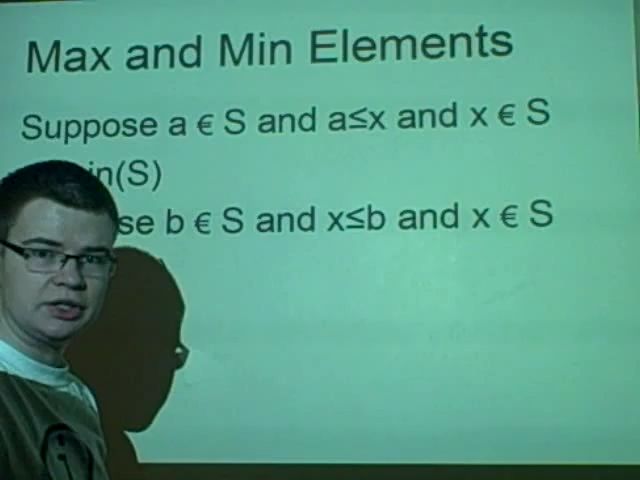 Max and Min Elements
Suppose a € S and a≤x and x € S
in(S)
se b € S and x≤b and x € S